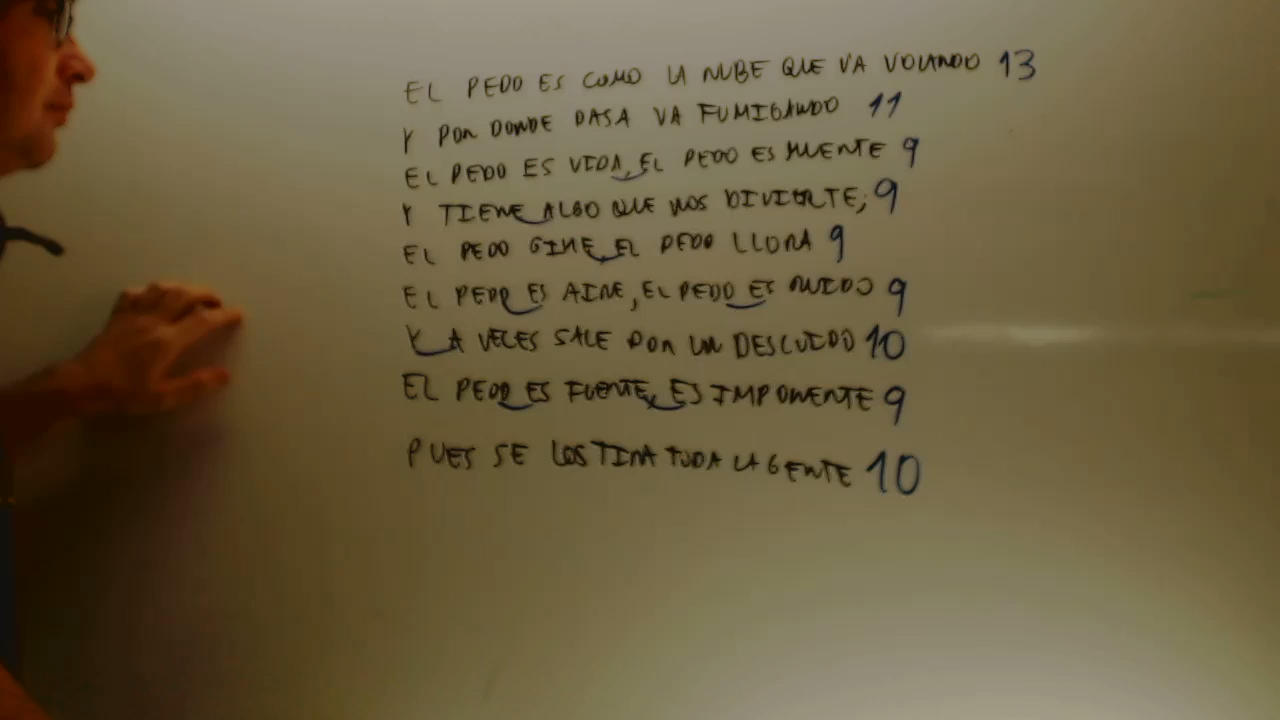 EL PEDO ES COMO LA NUBE QUE VA VOLANDO 13
Y POR DONDE PASA VA FUMIGANDO 11
EL PEDO ES VIDA, EL PEDO ES MUERTE 9
Y TIENE ALGO QUE NOS DIVIERTE; 9
EL PEDO GIME, EL PEDO LLORA 9
EL PEDO ES AIRE, EL PEDO ES RUIDO 9
Y A VECES SALE POR UN DESCUIDO 10
EL PEDO ES FUERTE, ES IMPONENTE 9
PUES SE LOS TIRA TODA LA GENTE 10